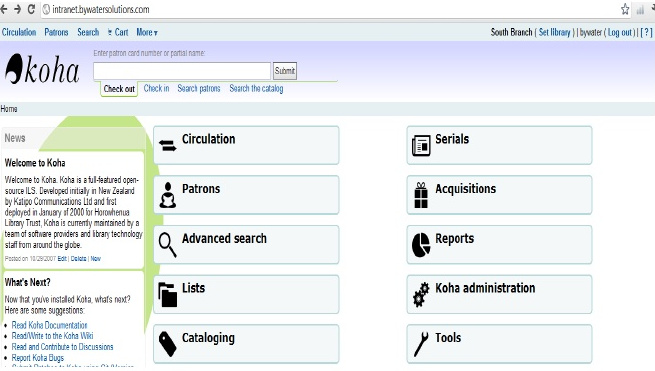 intranet.bywatersolutions.com
Circulation Patrons Search Cart More South Branch ( Set library ) | bywater ( Log out ) | [ ? ]
koha
Enter patron card number or partial name:
Submit
Check out Check in Search patrons Search the catalog
Home
News
Welcome to Koha
Welcome to Koha. Koha is a full-featured open-
source ILS. Developed initially in New Zealand
by Katipo Communications Ltd and first
deployed in January of 2000 for Horowhenua
Library Trust, Koha is currently maintained by a
team of software providers and library technology
staff from around the globe.
Posted on 10/29/2007 Edit | Delete | New
What's Next?
Now that you've installed Koha, what's next?
Here are some suggestions:
Read Koha Documentation
Read/Write to the Koha Wiki
Read and Contribute to Discussions
Report Koha Bugs
Circulation
Patrons
Advanced search
Lists
Cataloging
Serials
Acquisitions
Reports
Koha administration
Tools